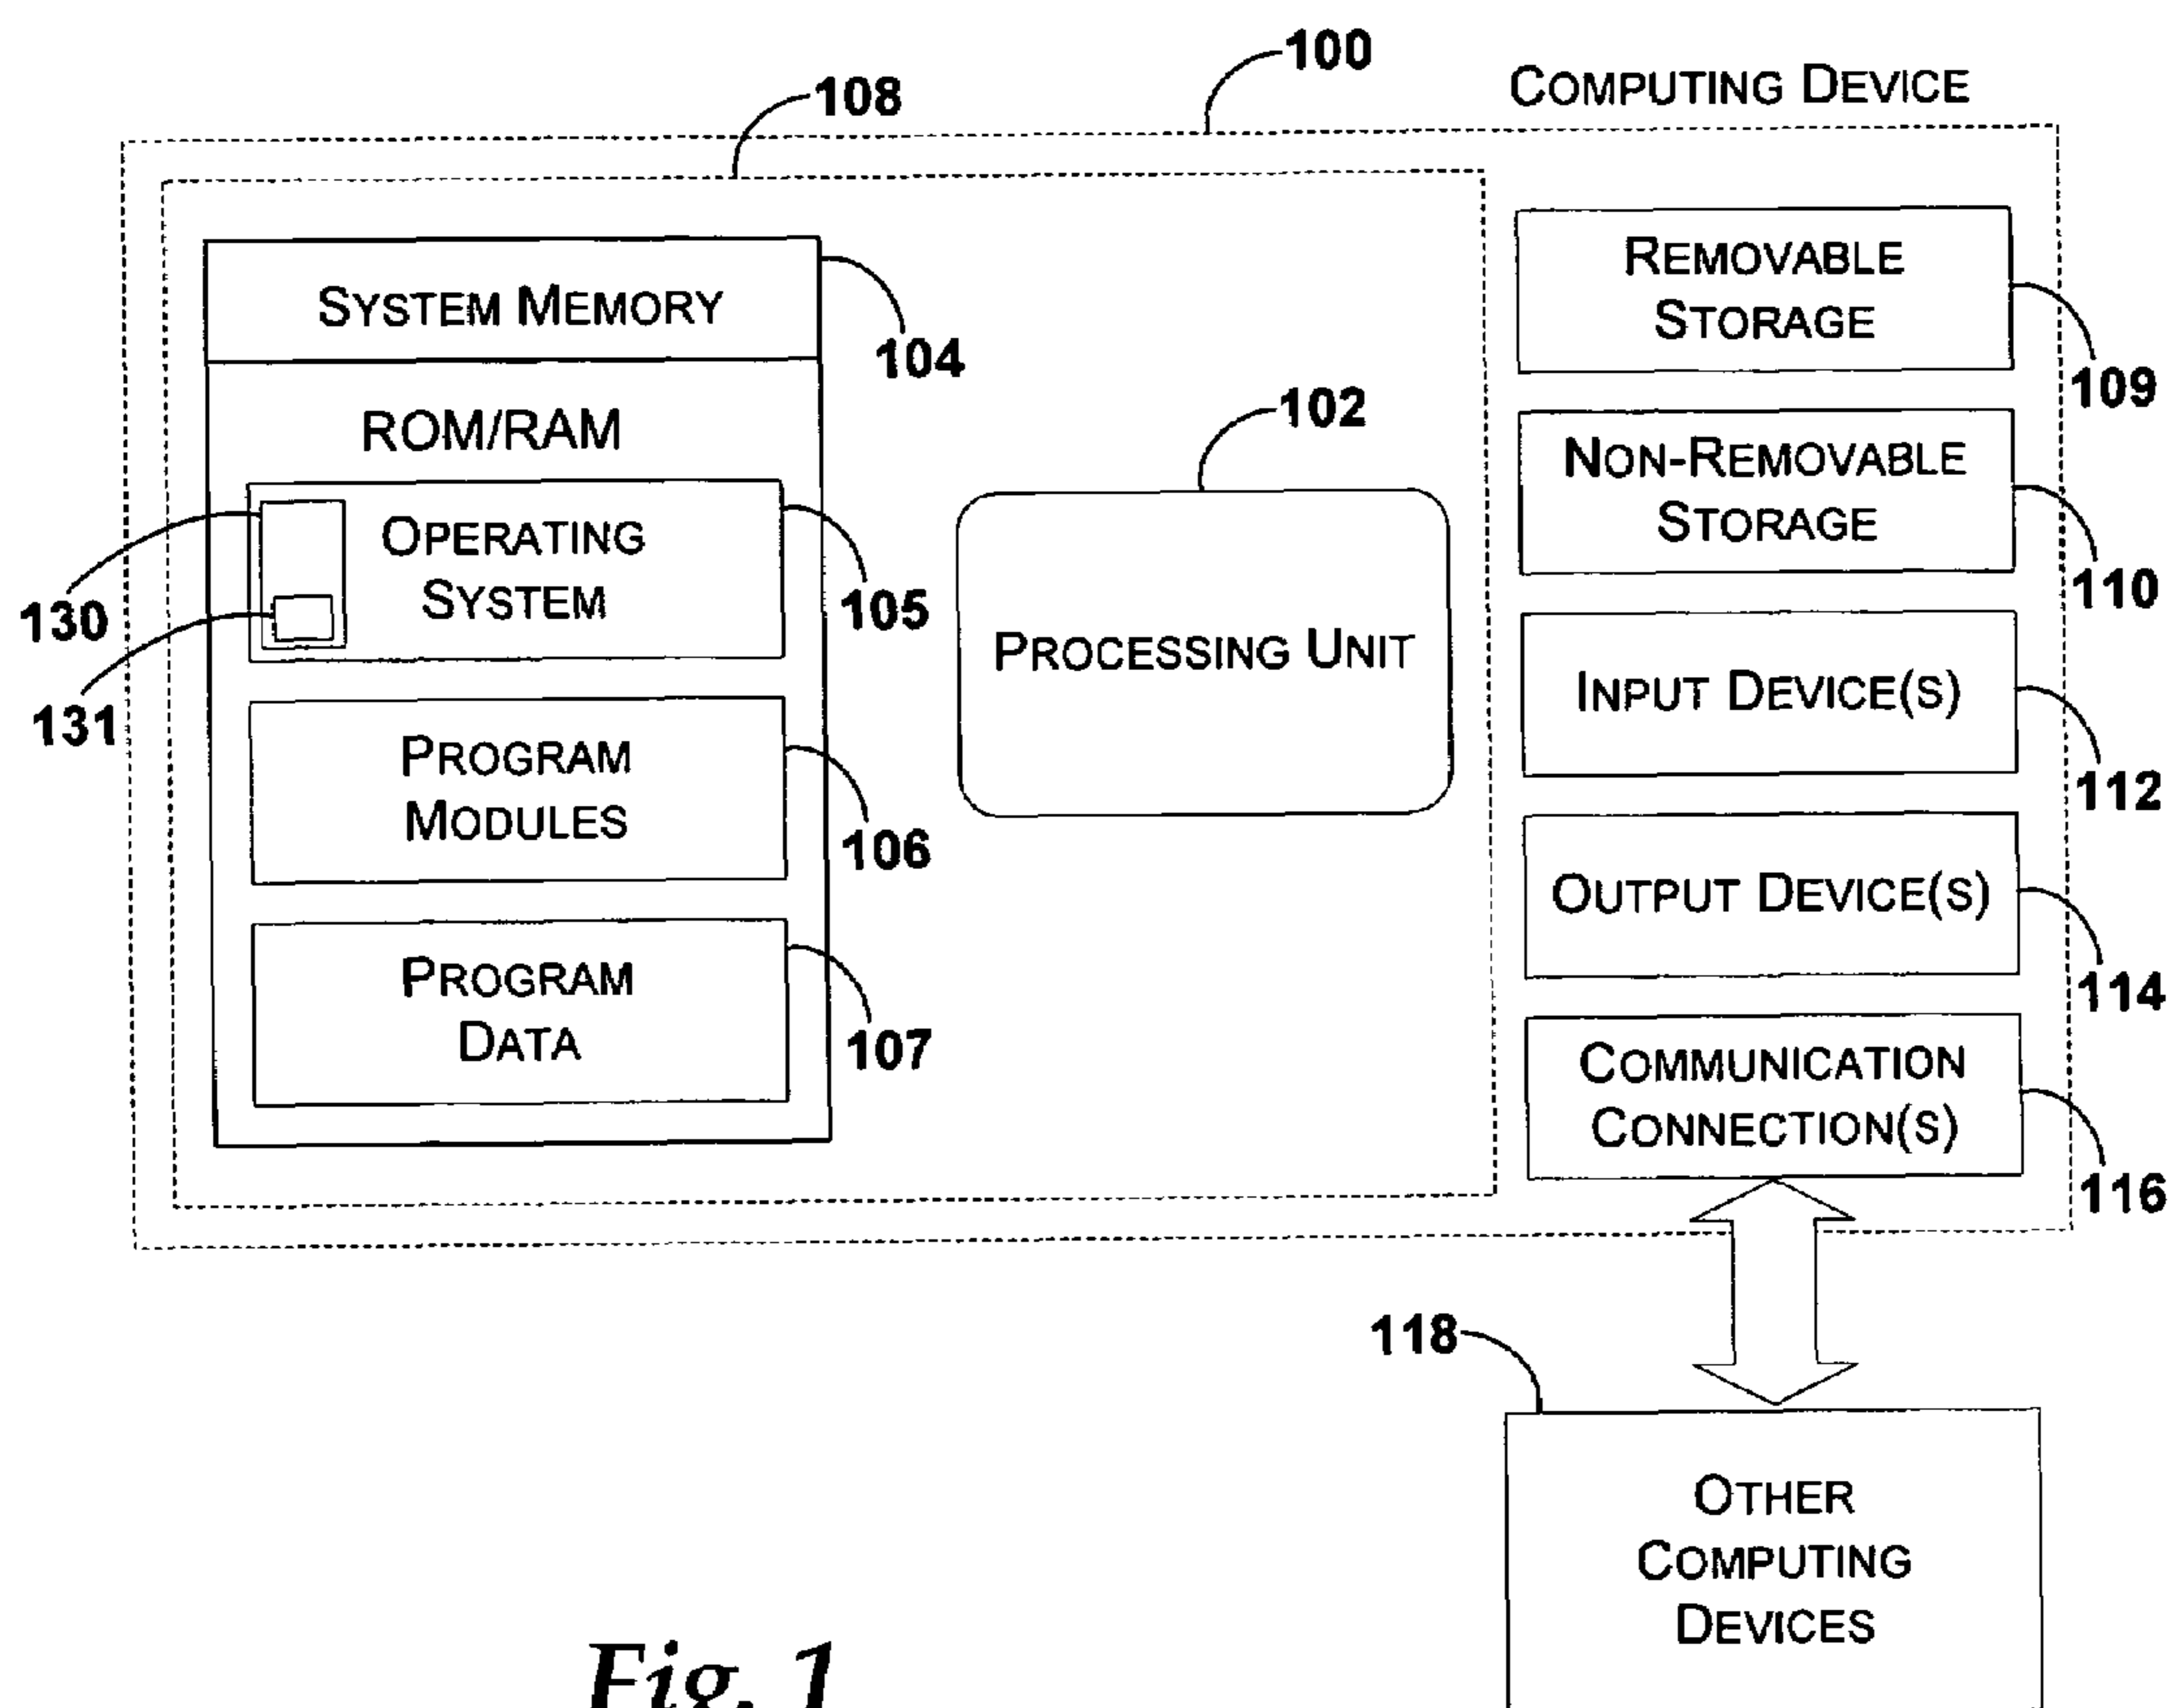 100
COMPUTING DEVICE
108
SYSTEM MEMORY
104
ROM/RAM
OPERATING
SYSTEM
105
130
131
PROGRAM
MODULES
106
PROGRAM
DATA
107
102
PROCESSING UNIT
REMOVABLE
STORAGE
109
NON-REMOVABLE
STORAGE
110
INPUT DEVICE(S)
112
OUTPUT DEVICE(S)
114
COMMUNICATION
CONNECTION(S)
116
118
OTHER
COMPUTING
DEVICES
Fig. 1